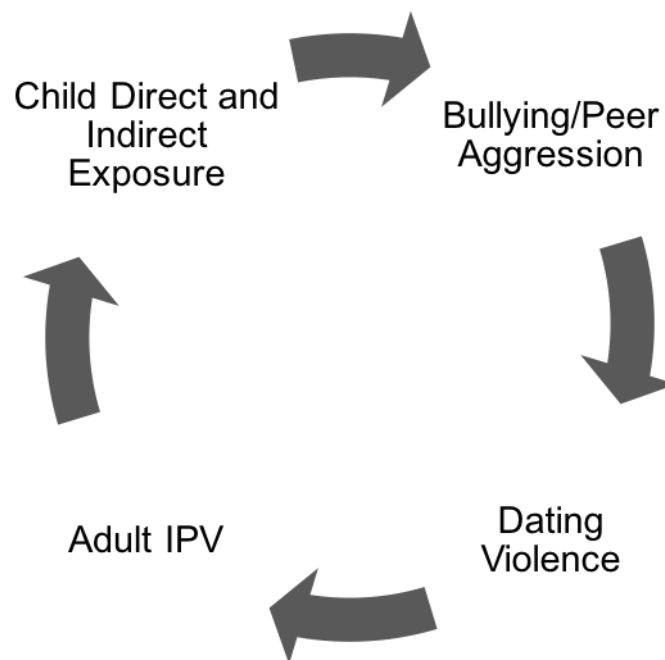 Child Direct and
Indirect
Exposure
Bullying/Peer
Aggression
Dating
Violence
Adult IPV